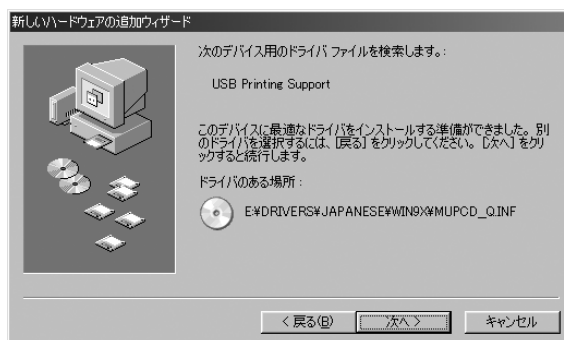 新しいハードウェアの追加ウィザード
次のデバイス用のドライバ ファイルを検索します。:
USB Printing Support
このデバイスに最適なドライバをインストールする準備ができました。別
のドライバを選択するには、[戻る] をクリックしてください。[次へ] をクリ
ックすると続行します。
ドライバのある場所 :
E:¥DRIVERS¥JAPANESE¥WIN9X¥MUPCD_Q.INF
< 戻る(B)
次へ >
キャンセル